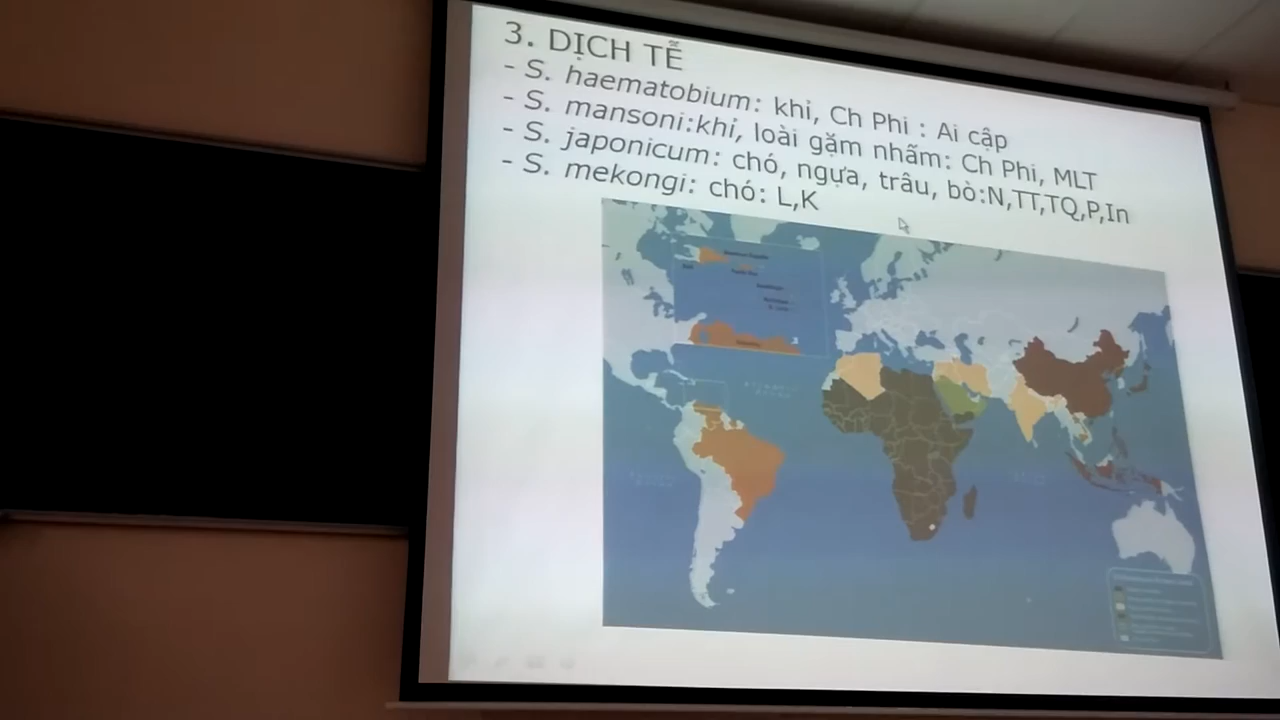 3. DỊCH TỄ
- S. haematobium: khỉ, Ch Phi : Ai cập
- S. mansoni:khỉ, loài gặm nhấm: Ch Phi, MLT
- S. japonicum: chó, ngựa, trâu, bò:N,TT,TQ,P,In
- S. mekongi: chó: L,K